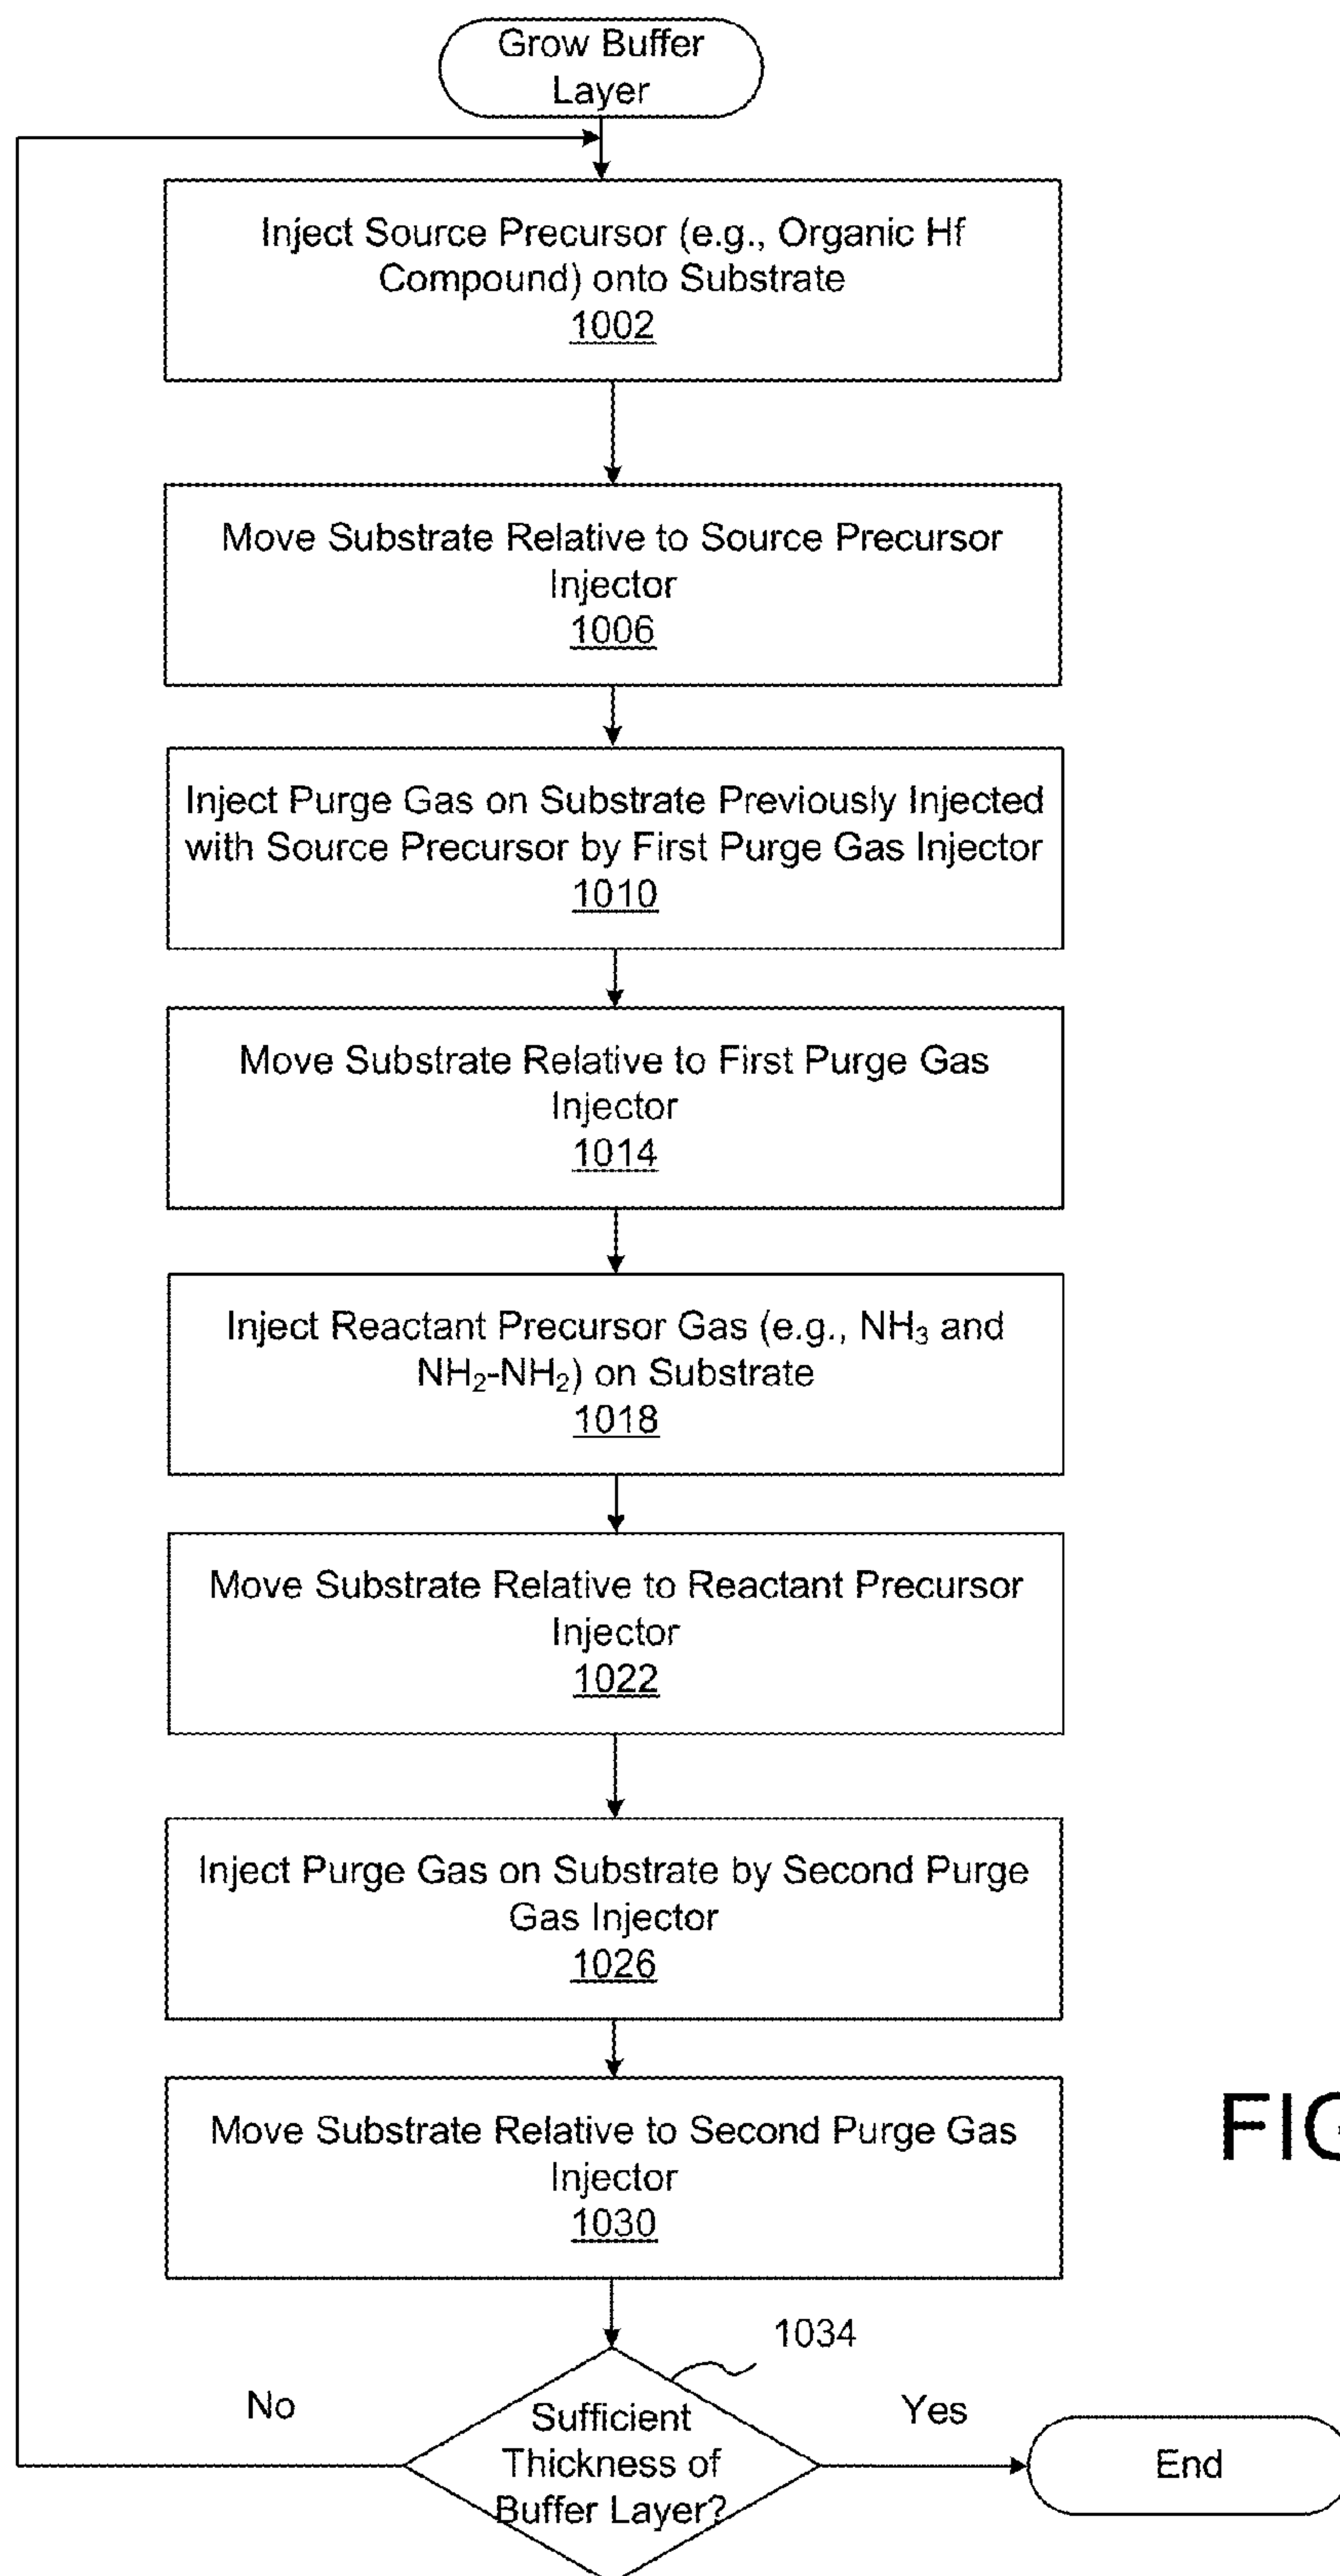 Grow Buffer
Layer
Inject Source Precursor (e.g., Organic Hf
Compound) onto Substrate
1002
Move Substrate Relative to Source Precursor
Injector
1006
Inject Purge Gas on Substrate Previously Injected
with Source Precursor by First Purge Gas Injector
1010
Move Substrate Relative to First Purge Gas
Injector
1014
Inject Reactant Precursor Gas (e.g., NH₃ and
NH₂-NH₂) on Substrate
1018
Move Substrate Relative to Reactant Precursor
Injector
1022
Inject Purge Gas on Substrate by Second Purge
Gas Injector
1026
Move Substrate Relative to Second Purge Gas
Injector
1030
1034
No
Sufficient
Thickness of
Buffer Layer?
Yes
End